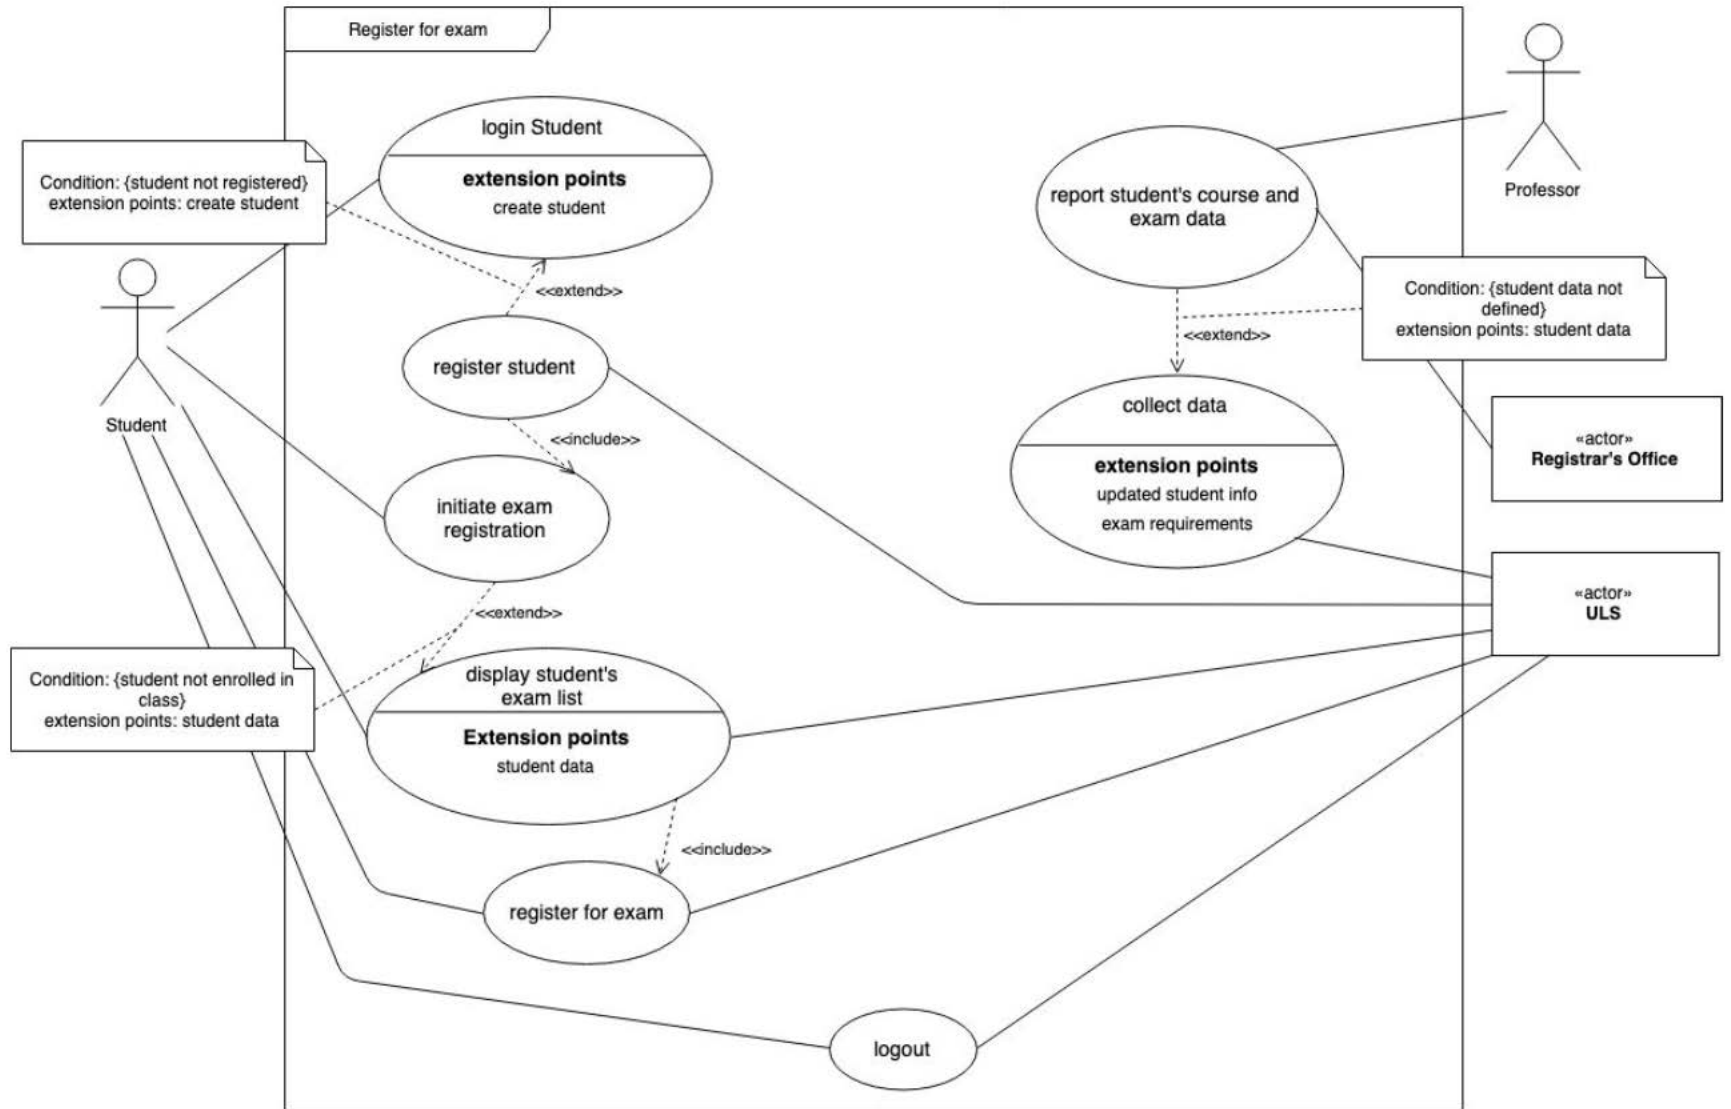 Register for exam
login Student
extension points
create student
Condition: {student not registered}
extension points: create student
<<extend>>
Student
register student
<<include>>
initiate exam
registration
<<extend>>
Condition: {student not enrolled in
class}
extension points: student data
display student's
exam list
Extension points
student data
<<include>>
register for exam
logout
report student's course and
exam data
Professor
Condition: {student data not
defined}
extension points: student data
<<extend>>
collect data
extension points
updated student info
exam requirements
«actor»
Registrar's Office
«actor»
ULS